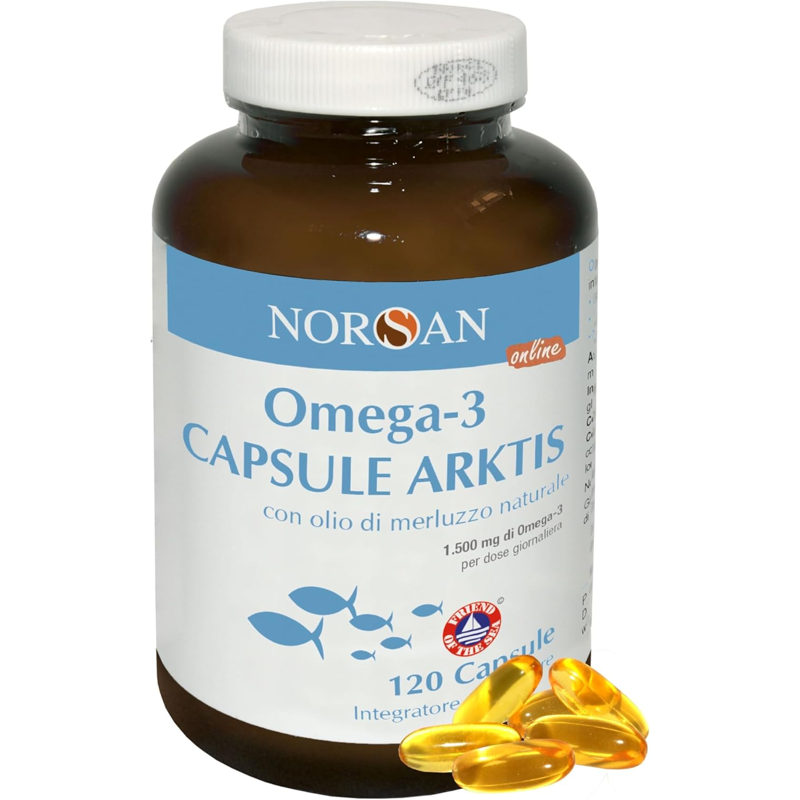 NORSAN
online
Omega-3
CAPSULE ARKTIS
con olio di merluzzo naturale
1.500 mg di Omega-3
per dose giornaliera
FRIEND
OF THE SEA
©
120 Capsule
Integratore